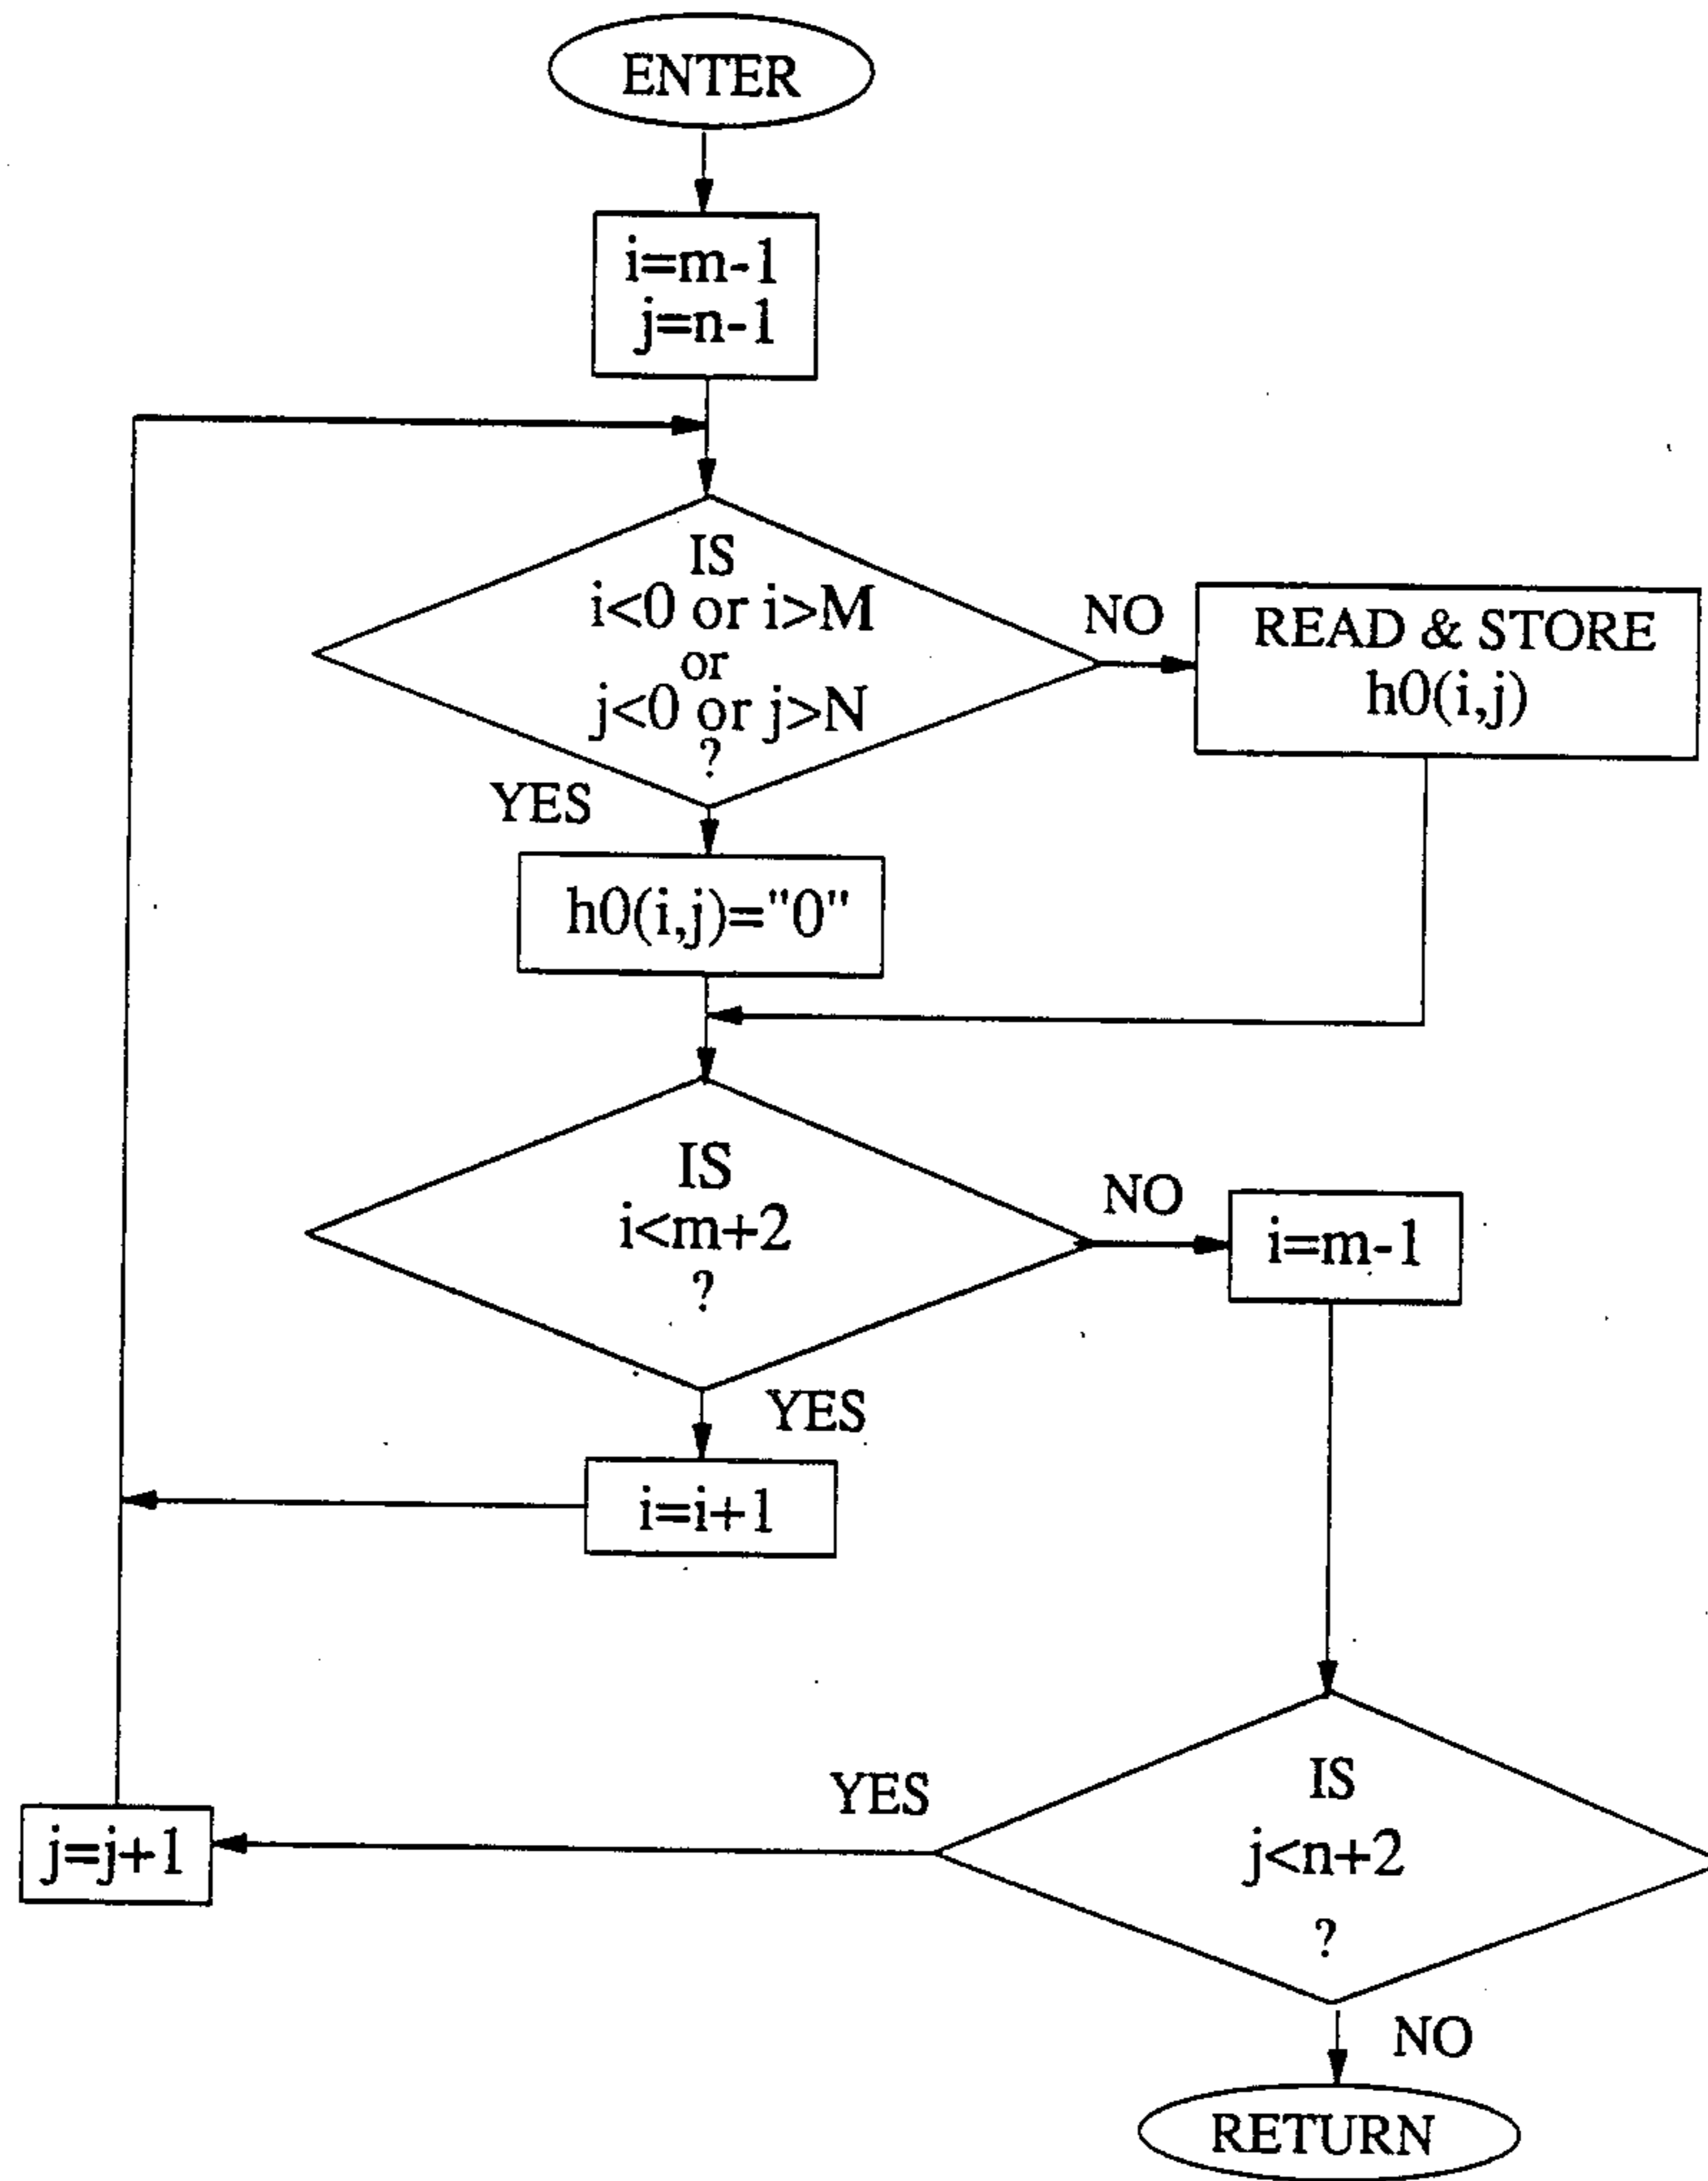 ENTER
i=m-1
j=n-1
IS
i<0 or i>M
or
j<0 or j>N
?
NO
READ & STORE
h0(i,j)
YES
h0(i,j)="0"
IS
i<m+2
?
NO
i=m-1
YES
i=i+1
IS
j<n+2
?
YES
j=j+1
NO
RETURN